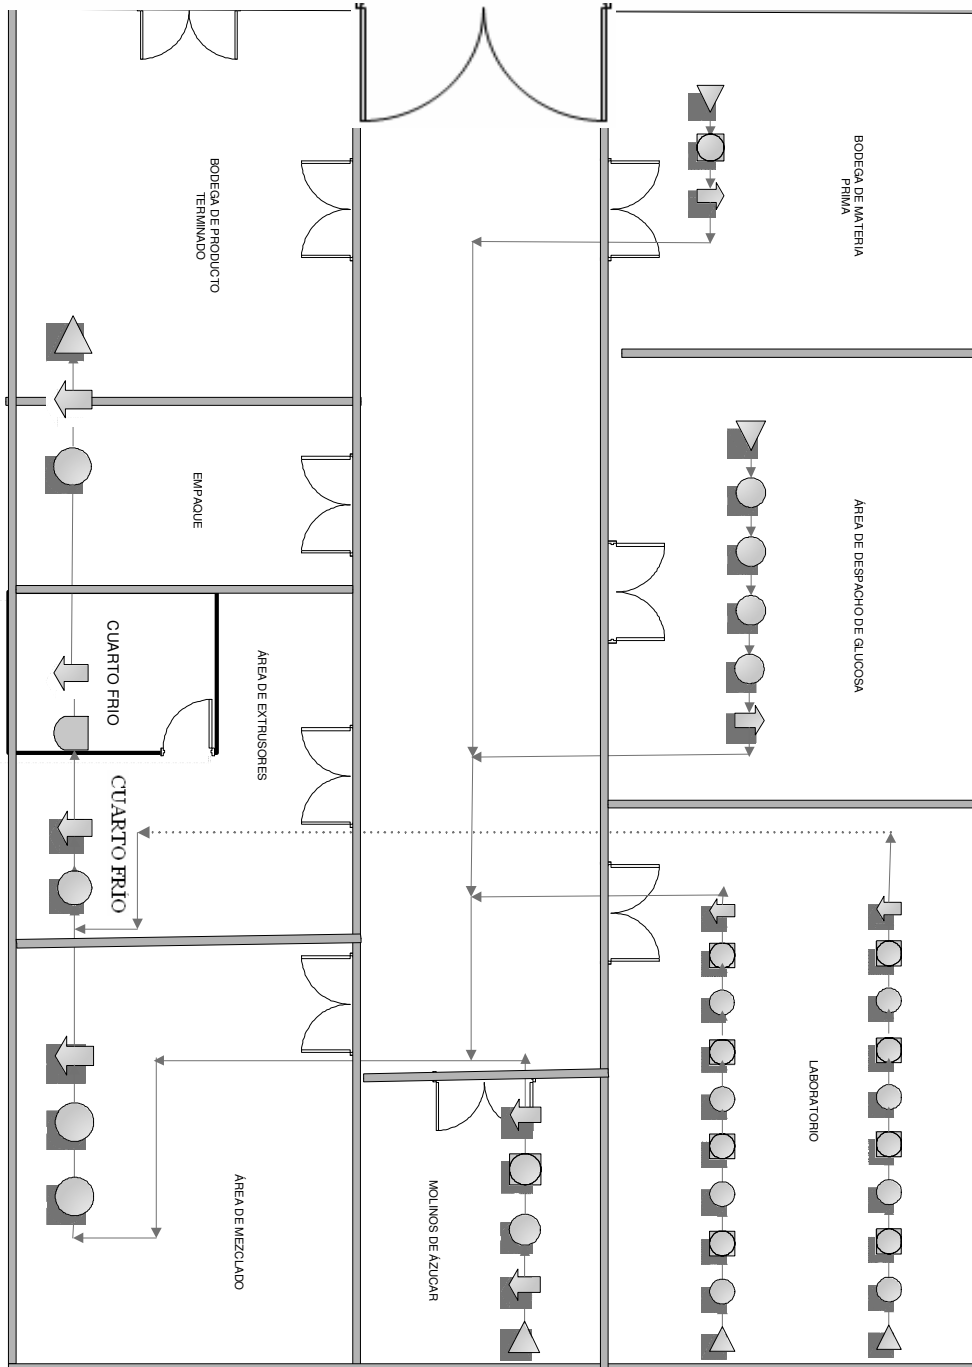 BODEGA DE MATERIA
PRIMA
BODEGA DE PRODUCTO
TERMINADO
EMPAQUE
ÁREA DE DESPACHO DE GLUCOSA
CUARTO FRIO
ÁREA DE EXTRUSORES
CUARTO FRÍO
LABORATORIO
MOLINOS DE ÁZUCAR
ÁREA DE MEZCLADO